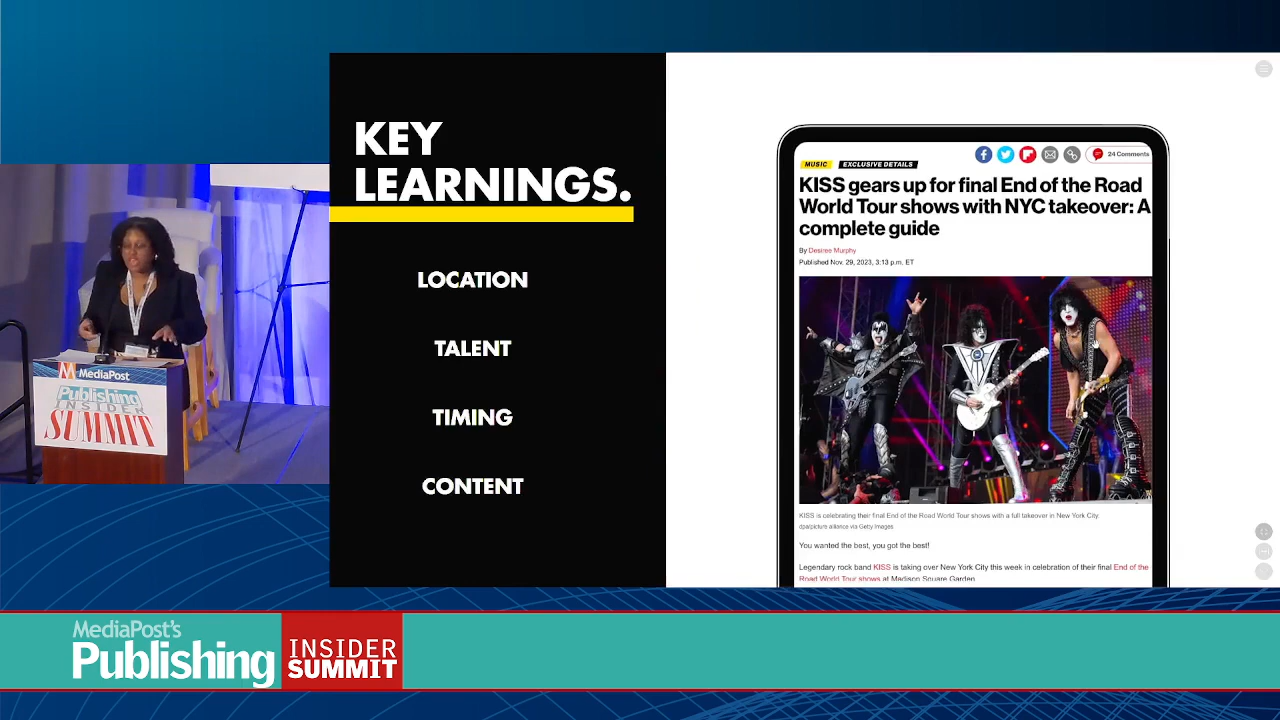 KEY
LEARNINGS.
LOCATION
TALENT
TIMING
CONTENT
MUSIC EXCLUSIVE DETAILS
24 Comments
KISS gears up for final End of the Road
World Tour shows with NYC takeover: A
complete guide
By Desiree Murphy
Published Nov. 29, 2023, 3:13 p.m. ET
KISS is celebrating their final End of the Road World Tour shows with a full takeover in New York City.
dpa/picture alliance via Getty Images
You wanted the best, you got the best!
Legendary rock band KISS is taking over New York City this week in celebration of their final End of the
Road World Tour shows at Madison Square Garden
MediaPost
Publishing
INSIDER
SUMMIT
MediaPost's
Publishing
INSIDER
SUMMIT